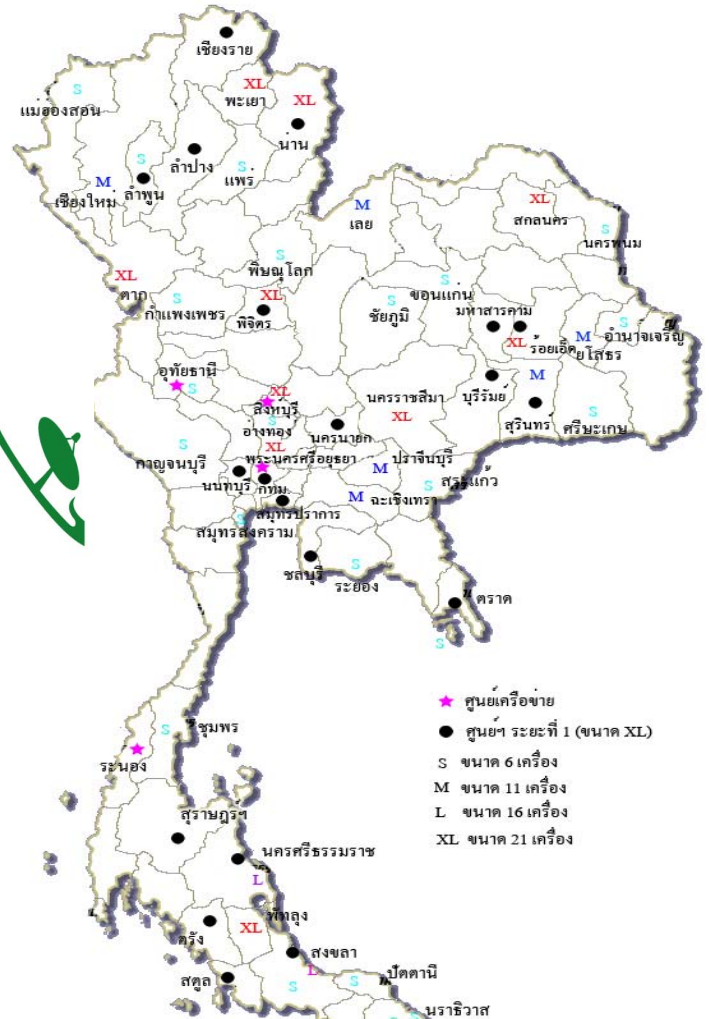 เชียงราย
XL
S
พะเยา
XL
แม่ฮ่องสอน
น่าน
S
ลำปาง
S
แพร่
M
ลำพูน
เชียงใหม่
M
เลย
XL
สกลนคร
S
นครพนม
S
พิษณุโลก
XL
ตาก
S
ขอนแก่น
S
กำแพงเพชร
XL
พิจิตร
S
ชัยภูมิ
มหาสารคาม
XL
ร้อยเอ็ด
M
ยโสธร
S
อำนาจเจริญ
อุทัยธานี
S
XL
สิงห์บุรี
นครราชสีมา
XL
บุรีรัมย์
M
สุรินทร์
S
ศรีษะเกษ
S
อ่างทอง
นครนายก
S
กาญจนบุรี
XL
พระนครศรีอยุธยา
M
ปราจีนบุรี
นนทบุรี
กทม.
S
สระแก้ว
M
ฉะเชิงเทรา
สมุทรปราการ
S
สมุทรสงคราม
ชลบุรี
S
ระยอง
ตราด
S
ศูนย์เครือข่าย
ศูนย์ฯ ระยะที่ 1 (ขนาด XL)
S ขนาด 6 เครื่อง
M ขนาด 11 เครื่อง
L ขนาด 16 เครื่อง
XL ขนาด 21 เครื่อง
S
ชุมพร
ระนอง
สุราษฎร์ฯ
นครศรีธรรมราช
L
พัทลุง
XL
ตรัง
สงขลา
L
สตูล
S
S
ปัตตานี
S
นราธิวาส